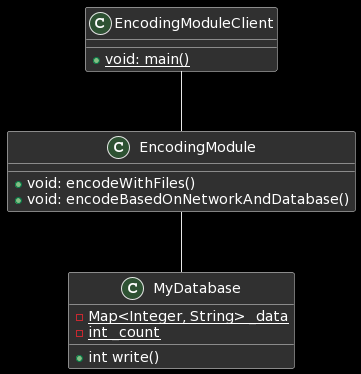 C EncodingModuleClient
void: main()
C EncodingModule
void: encodeWithFiles()
void: encodeBasedOnNetworkAndDatabase()
C MyDatabase
Map<Integer, String> _data
int _count
int write()